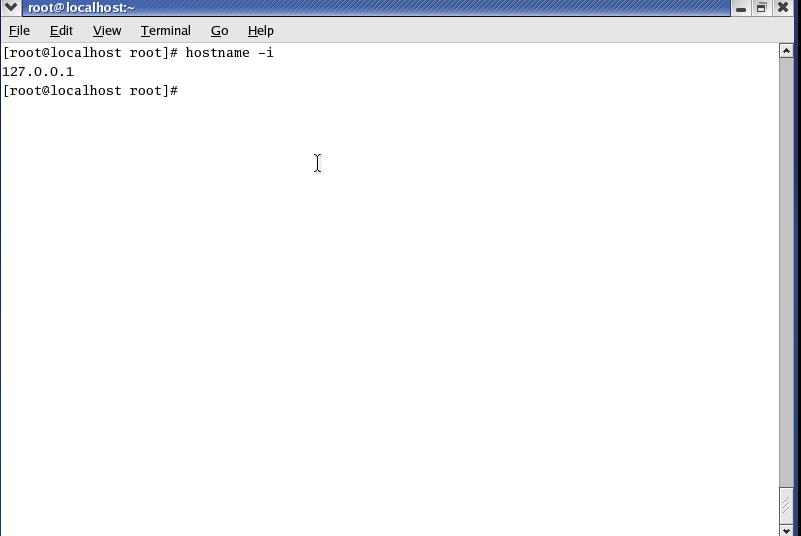 root@localhost:~
File Edit View Terminal Go Help
[root@localhost root]# hostname -i
127.0.0.1
[root@localhost root]#